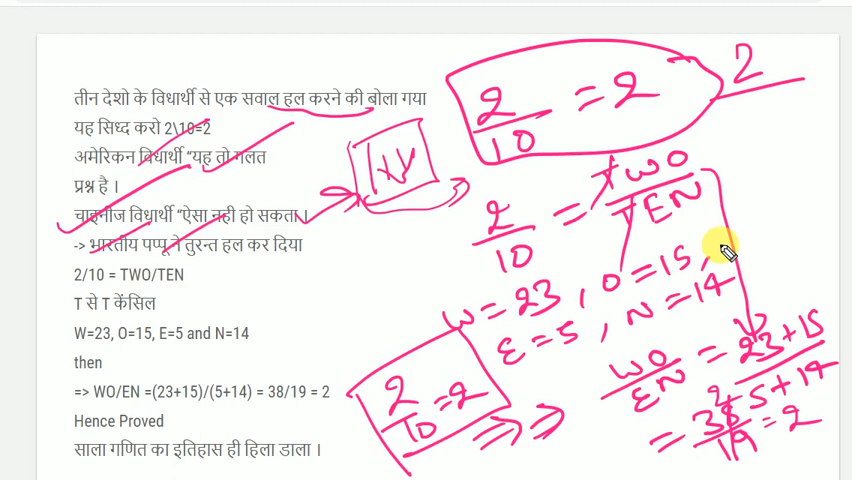 तीन देशो के विधार्थी से एक सवाल हल करने की बोला गया
यह सिध्द करो 2\10=2
अमेरिकन विधार्थी “यह तो गलत
प्रश्न है ।
चाइनीज विधार्थी “ऐसा नही हो सकता ।
-> भारतीय पप्पू ने तुरन्त हल कर दिया
2/10 = TWO/TEN
T से T केंसिल
W=23, O=15, E=5 and N=14
then
=> WO/EN =(23+15)/(5+14) = 38/19 = 2
Hence Proved
साला गणित का इतिहास ही हिला डाला ।
2/10 = 2
2
2/10 = TWO/TEN
W=23, O=15,
E=5, N=14
WO/EN = 23+15/5+14
= 38/19 = 2
2/10 = 2